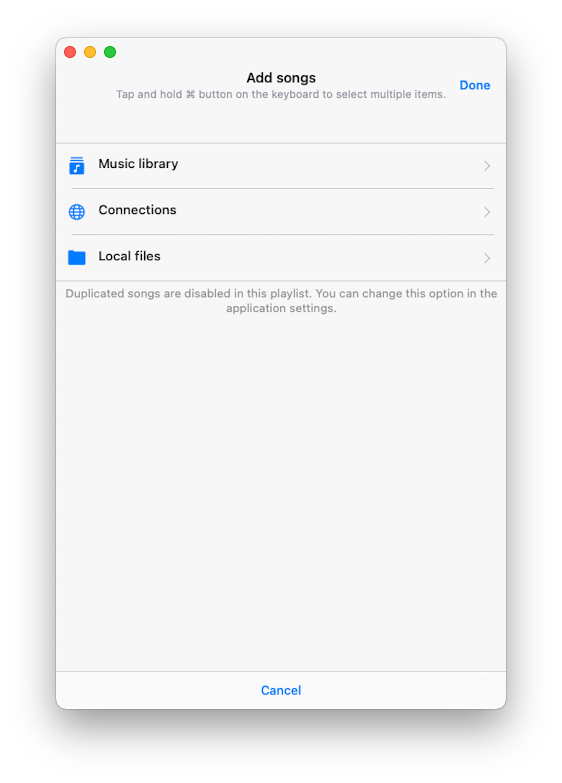 Add songs
Tap and hold ⌘ button on the keyboard to select multiple items.
Done
Music library
Connections
Local files
Duplicated songs are disabled in this playlist. You can change this option in the
application settings.
Cancel